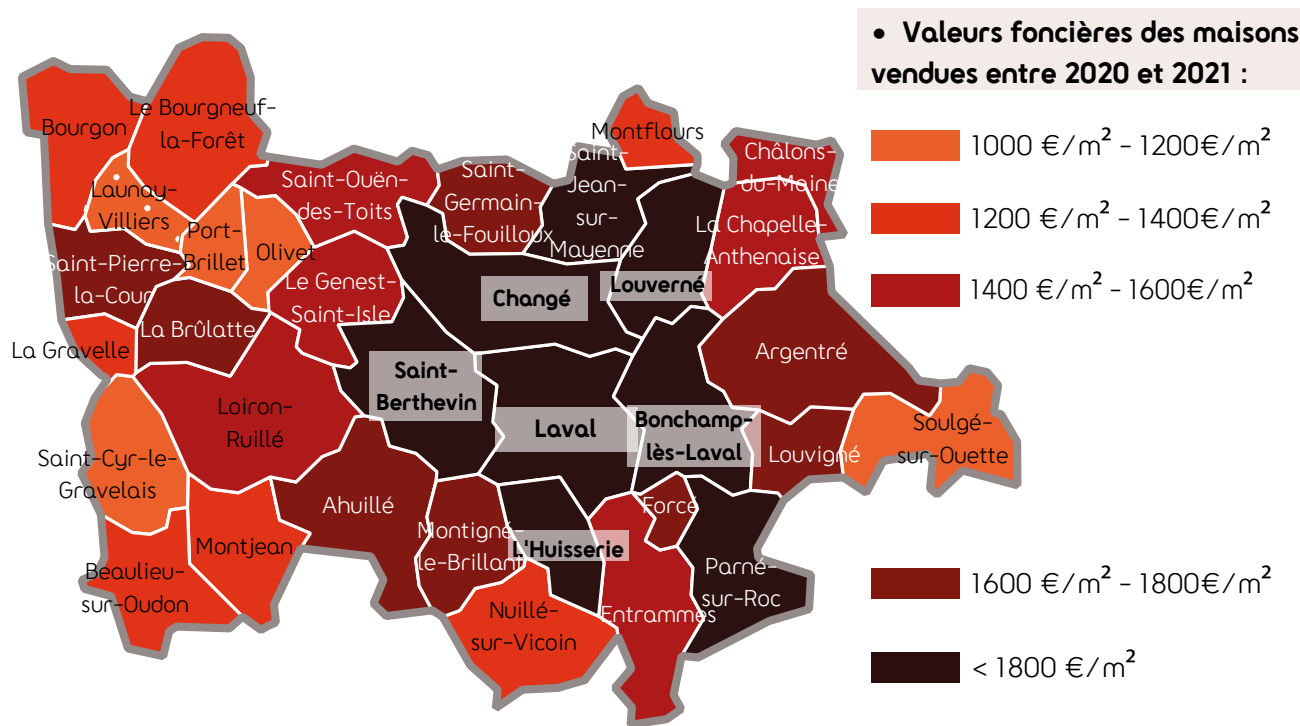 • Valeurs foncières des maisons
vendues entre 2020 et 2021 :
1000 €/m² - 1200€/m²
1200 €/m² - 1400€/m²
1400 €/m² - 1600€/m²
1600 €/m² - 1800€/m²
< 1800 €/m²
Bourgon
Le Bourgneuf-
la-Forêt
Launay-
Villiers
Port-
Brillet
Olivet
Saint-Ouën-
des-Toits
Saint-
Germain-
le-Fouilloux
Saint-
Jean-
sur-
Mayenne
Montflours
Châlons-
du-Maine
La Chapelle-
Anthenaise
Saint-Pierre-
la-Cour
La Brûlatte
Le Genest-
Saint-Isle
Changé
Louverné
La Gravelle
Argentré
Loiron-
Ruillé
Saint-
Berthevin
Laval
Bonchamp-
lès-Laval
Louvigné
Soulgé-
sur-Ouette
Saint-Cyr-le-
Gravelais
Ahuillé
Montigné-
le-Brillant
L'Huisserie
Forcé
Montjean
Beaulieu-
sur-Oudon
Nuillé-
sur-Vicoin
Entrammes
Parné-
sur-Roc